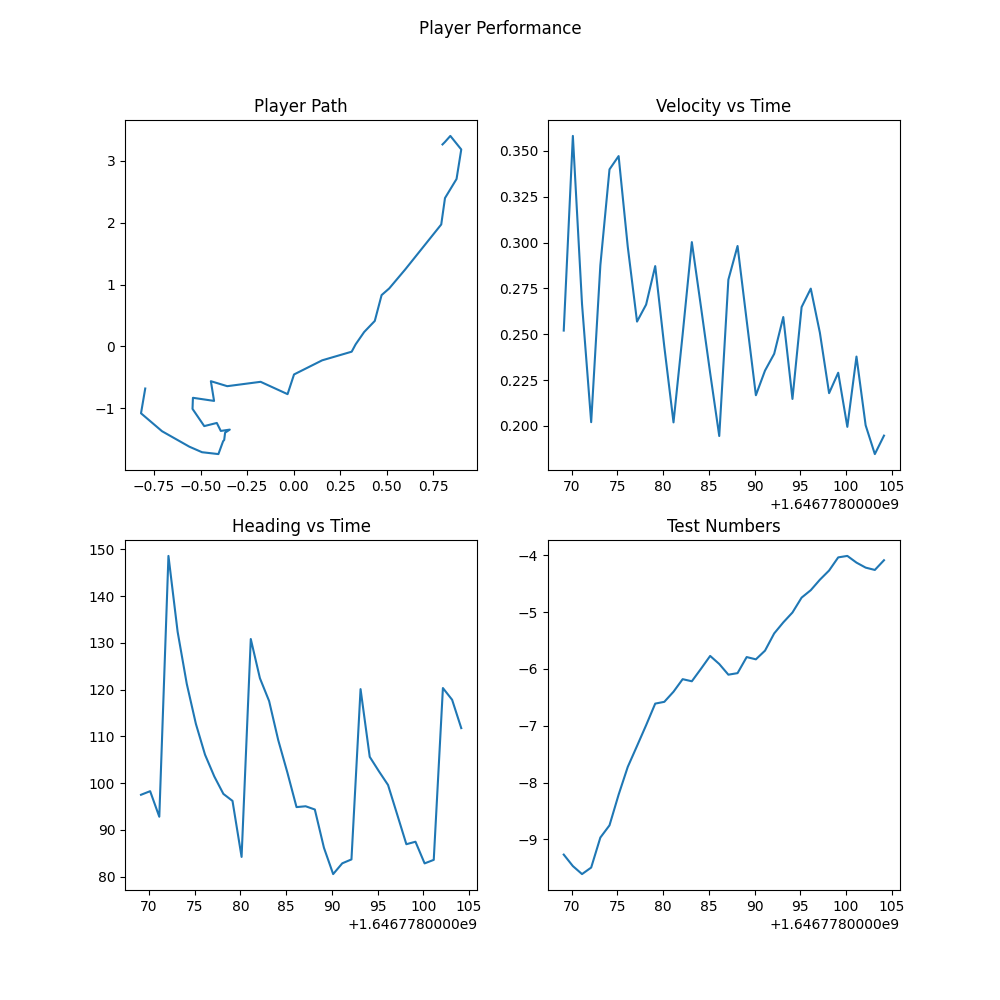 Player Performance
Player Path
3
2
1
0
−1
−0.75 −0.50 −0.25 0.00 0.25 0.50 0.75
Velocity vs Time
0.350
0.325
0.300
0.275
0.250
0.225
0.200
70 75 80 85 90 95 100 105
+1.6467780000e9
Heading vs Time
150
140
130
120
110
100
90
80
70 75 80 85 90 95 100 105
+1.6467780000e9
Test Numbers
−4
−5
−6
−7
−8
−9
70 75 80 85 90 95 100 105
+1.6467780000e9